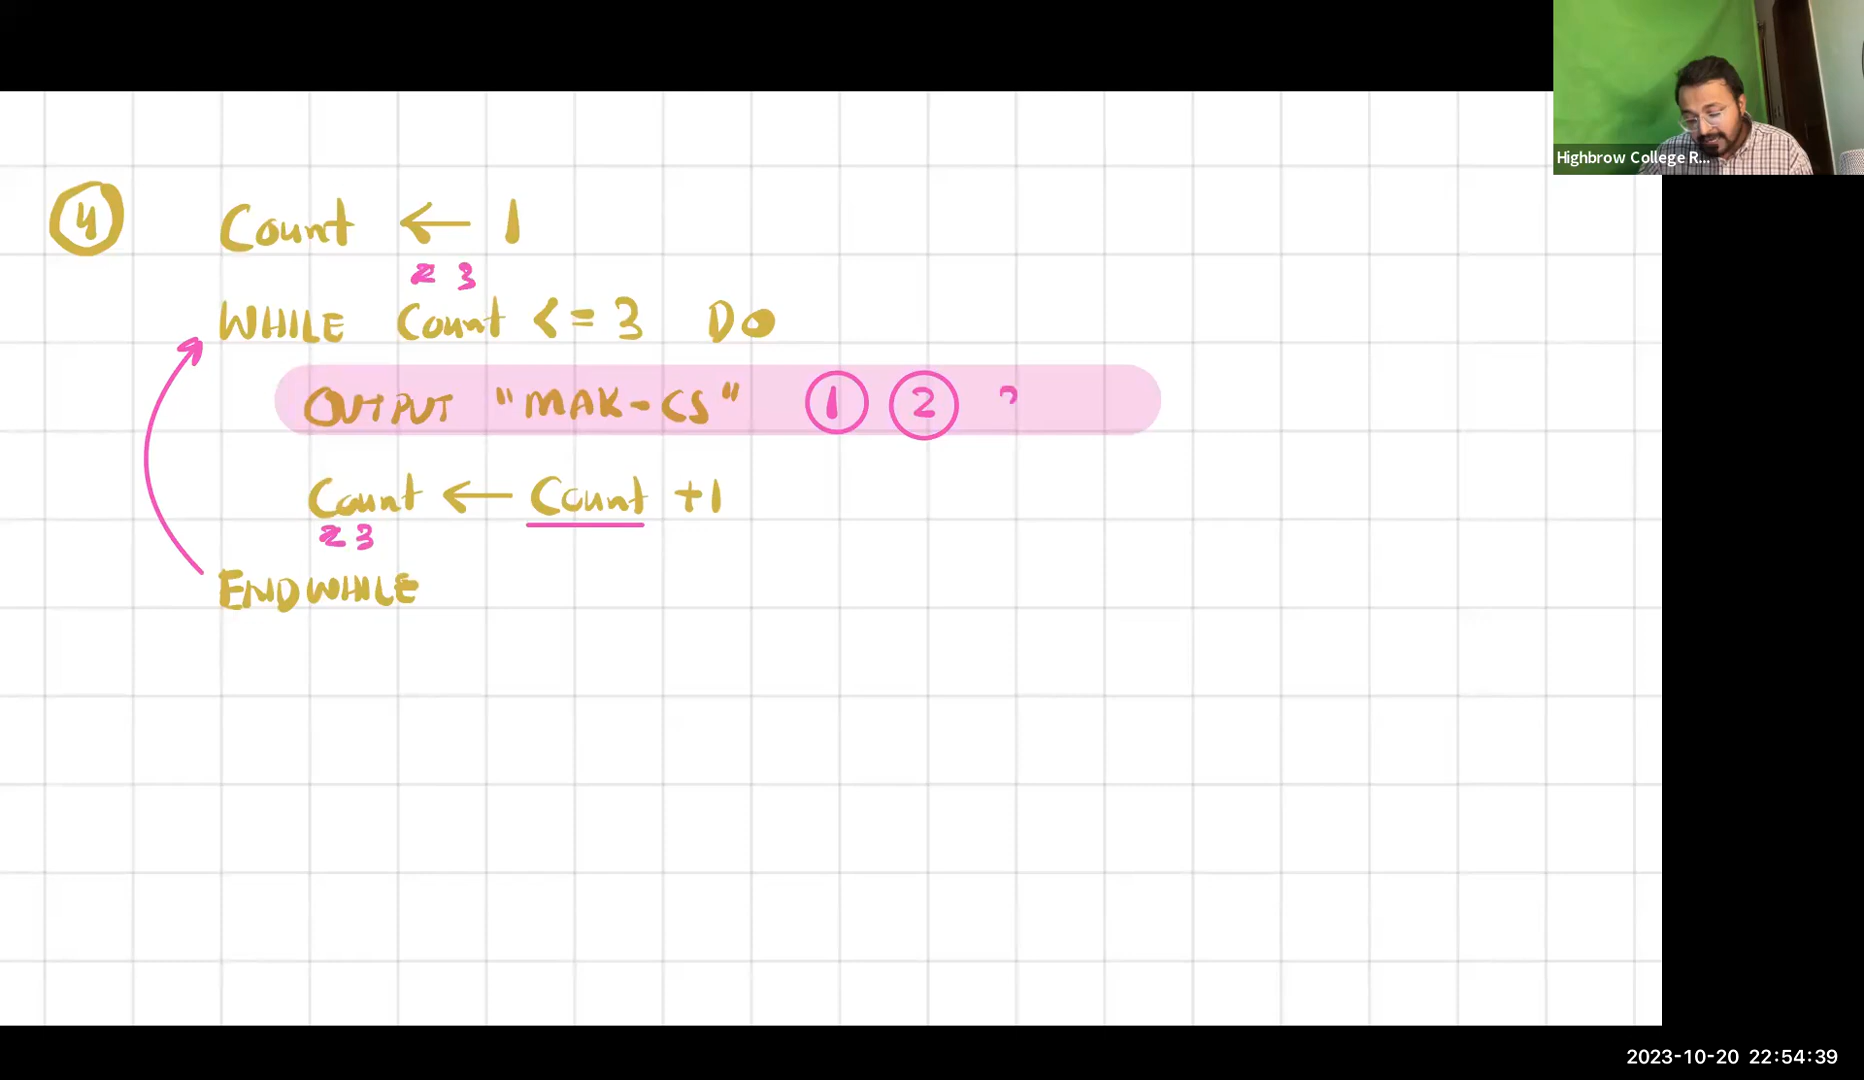 Highbrow College R...
4 Count ← 1
2 3
WHILE Count <= 3 DO
OUTPUT "MAK-CS" 1 2
Count ← Count +1
2 3
ENDWHILE
2023-10-20 22:54:39